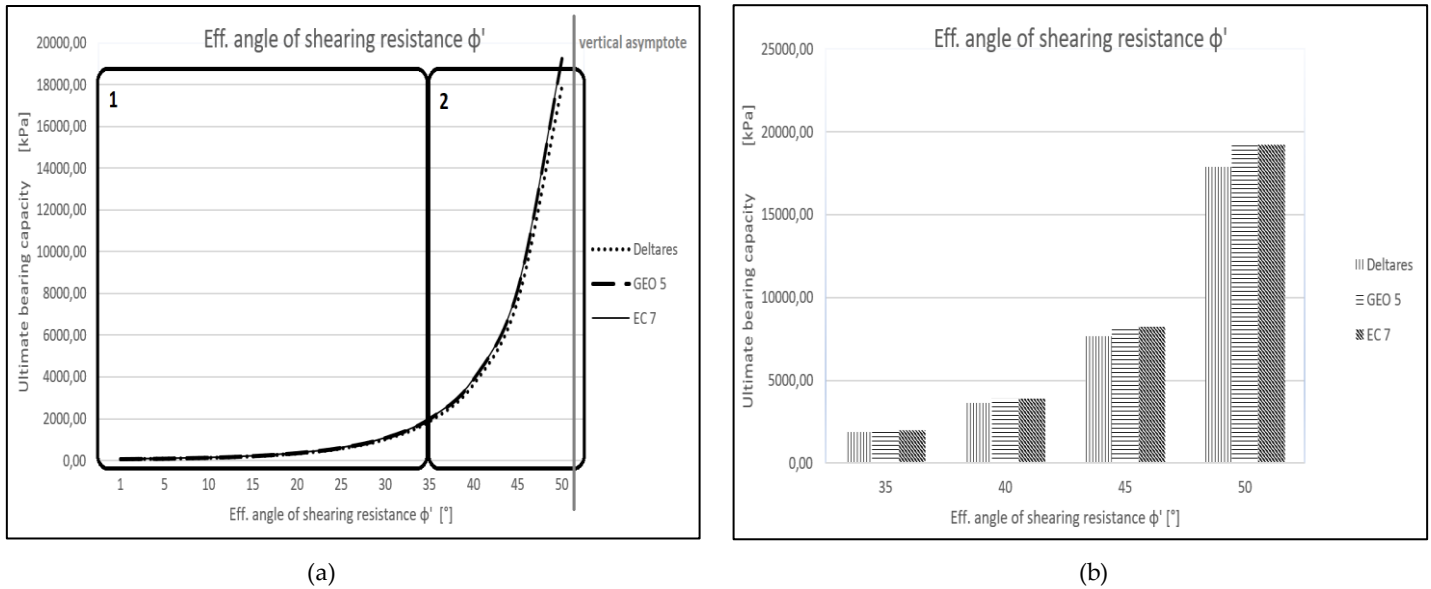 Eff. angle of shearing resistance ϕ'
vertical asymptote
Ultimate bearing capacity [kPa]
20000,00
18000,00
16000,00
14000,00
12000,00
10000,00
8000,00
6000,00
4000,00
2000,00
0,00
1
2
1 5 10 15 20 25 30 35 40 45 50
Eff. angle of shearing resistance ϕ' [°]
Deltares
GEO 5
EC 7
(a)
Eff. angle of shearing resistance ϕ'
Ultimate bearing capacity [kPa]
25000,00
20000,00
15000,00
10000,00
5000,00
0,00
35 40 45 50
Eff. angle of shearing resistance ϕ' [°]
Deltares
GEO 5
EC 7
(b)